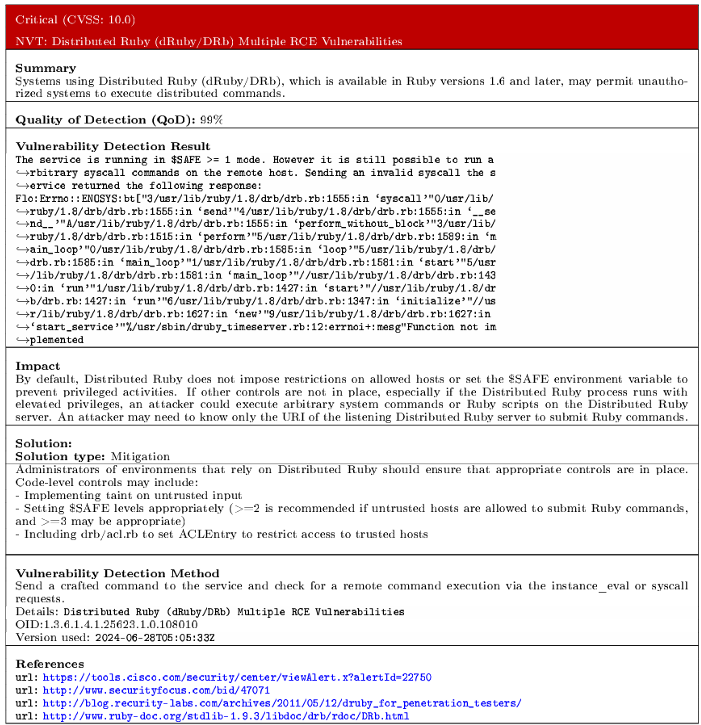 Critical (CVSS: 10.0)
NVT: Distributed Ruby (dRuby/DRb) Multiple RCE Vulnerabilities
Summary
Systems using Distributed Ruby (dRuby/DRb), which is available in Ruby versions 1.6 and later, may permit unautho-
rized systems to execute distributed commands.
Quality of Detection (QoD): 99%
Vulnerability Detection Result
The service is running in $SAFE >= 1 mode. However it is still possible to run a
↪rbitrary syscall commands on the remote host. Sending an invalid syscall the s
↪ervice returned the following response:
Flo:Errno::ENOSYS:bt["3/usr/lib/ruby/1.8/drb/drb.rb:1555:in ‘syscall’"0/usr/lib/
↪ruby/1.8/drb/drb.rb:1555:in ‘send’"4/usr/lib/ruby/1.8/drb/drb.rb:1555:in ‘__se
↪nd__’"A/usr/lib/ruby/1.8/drb/drb.rb:1555:in ‘perform_without_block’"3/usr/lib/
↪ruby/1.8/drb/drb.rb:1515:in ‘perform’"5/usr/lib/ruby/1.8/drb/drb.rb:1589:in ‘m
↪ain_loop’"0/usr/lib/ruby/1.8/drb/drb.rb:1585:in ‘loop’"5/usr/lib/ruby/1.8/drb/
↪drb.rb:1585:in ‘main_loop’"1/usr/lib/ruby/1.8/drb/drb.rb:1581:in ‘start’"5/usr
↪/lib/ruby/1.8/drb/drb.rb:1581:in ‘main_loop’"//usr/lib/ruby/1.8/drb/drb.rb:143
↪0:in ‘run’"1/usr/lib/ruby/1.8/drb/drb.rb:1427:in ‘start’"//usr/lib/ruby/1.8/dr
↪b/drb.rb:1427:in ‘run’"6/usr/lib/ruby/1.8/drb/drb.rb:1347:in ‘initialize’"//us
↪r/lib/ruby/1.8/drb/drb.rb:1627:in ‘new’"9/usr/lib/ruby/1.8/drb/drb.rb:1627:in
↪‘start_service’"%/usr/sbin/druby_timeserver.rb:12:errnoi+:mesg"Function not im
↪plemented
Impact
By default, Distributed Ruby does not impose restrictions on allowed hosts or set the $SAFE environment variable to
prevent privileged activities. If other controls are not in place, especially if the Distributed Ruby process runs with
elevated privileges, an attacker could execute arbitrary system commands or Ruby scripts on the Distributed Ruby
server. An attacker may need to know only the URI of the listening Distributed Ruby server to submit Ruby commands.
Solution:
Solution type: Mitigation
Administrators of environments that rely on Distributed Ruby should ensure that appropriate controls are in place.
Code-level controls may include:
- Implementing taint on untrusted input
- Setting $SAFE levels appropriately (>=2 is recommended if untrusted hosts are allowed to submit Ruby commands,
and >=3 may be appropriate)
- Including drb/acl.rb to set ACLEntry to restrict access to trusted hosts
Vulnerability Detection Method
Send a crafted command to the service and check for a remote command execution via the instance_eval or syscall
requests.
Details: Distributed Ruby (dRuby/DRb) Multiple RCE Vulnerabilities
OID:1.3.6.1.4.1.25623.1.0.108010
Version used: 2024-06-28T05:05:33Z
References
url: https://tools.cisco.com/security/center/viewAlert.x?alertId=22750
url: http://www.securityfocus.com/bid/47071
url: http://blog.recurity-labs.com/archives/2011/05/12/druby_for_penetration_testers/
url: http://www.ruby-doc.org/stdlib-1.9.3/libdoc/drb/rdoc/DRb.html